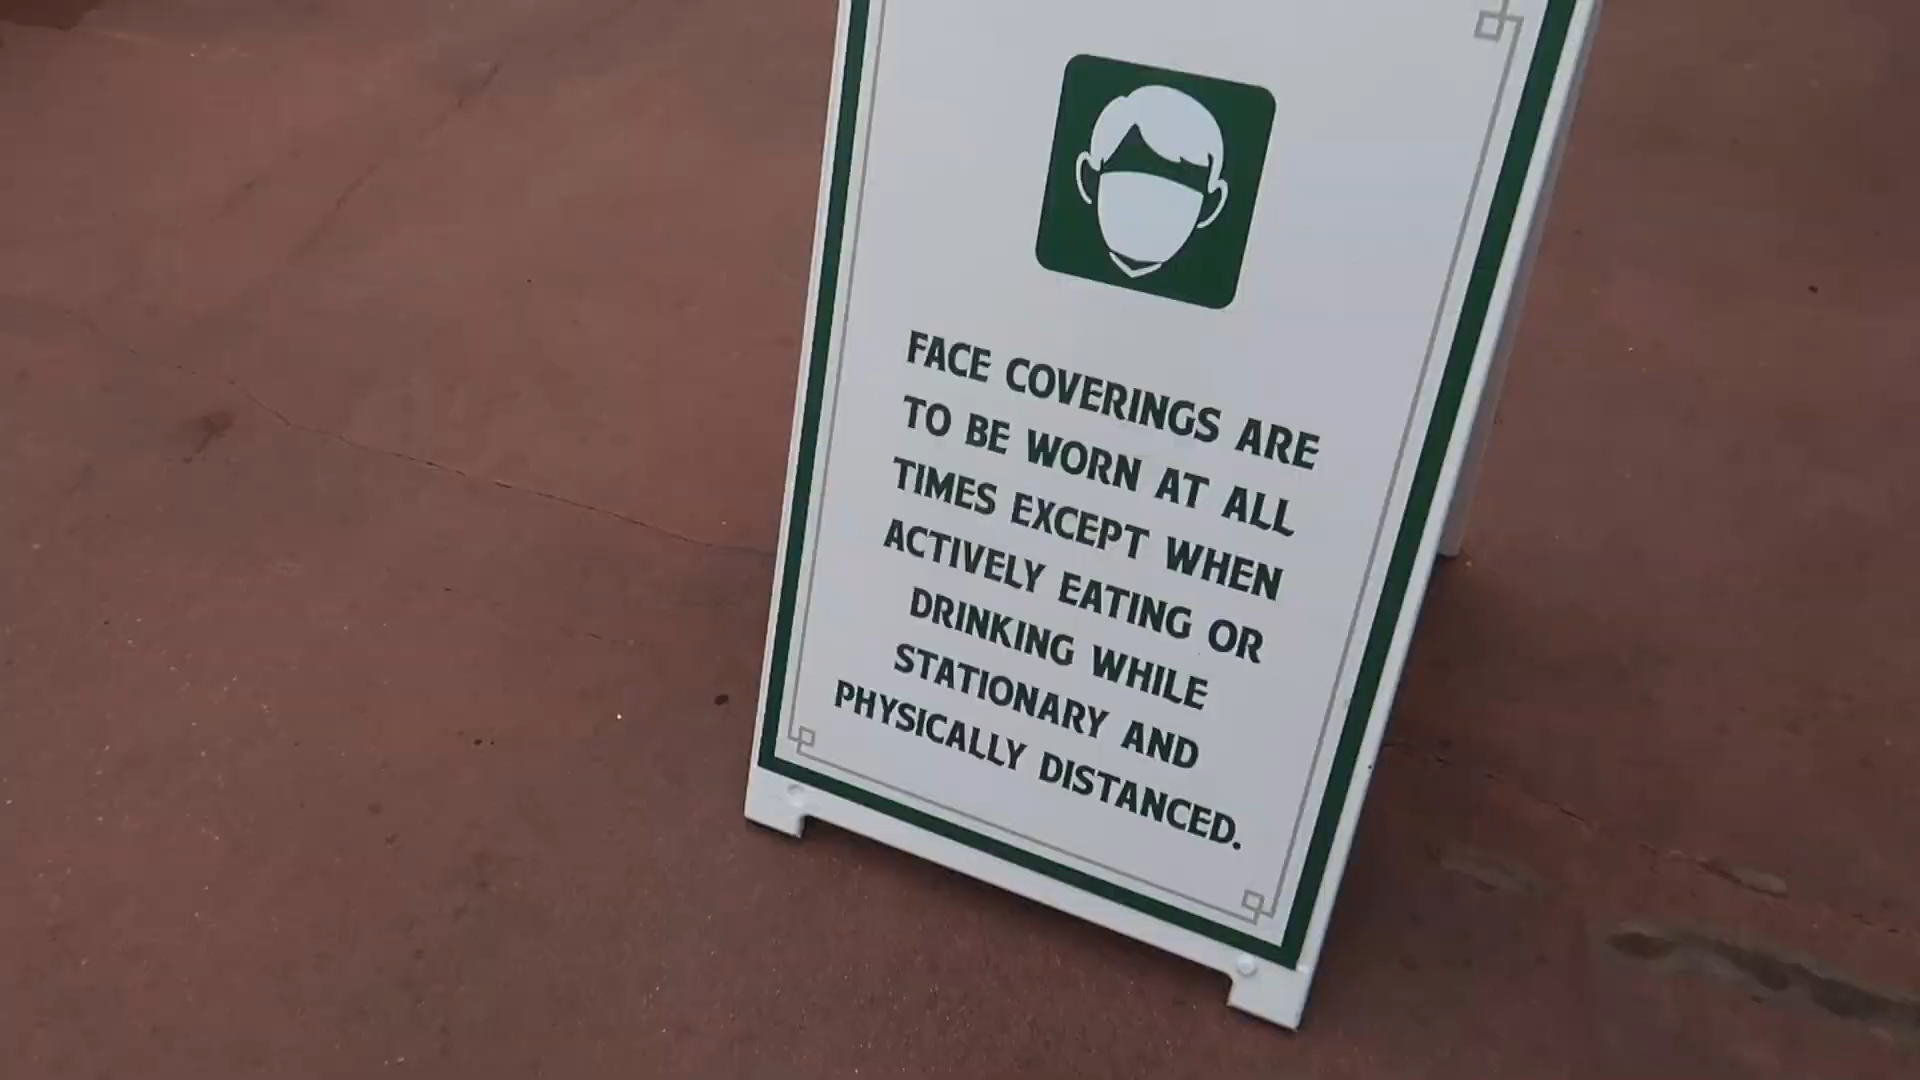 FACE COVERINGS ARE
TO BE WORN AT ALL
TIMES EXCEPT WHEN
ACTIVELY EATING OR
DRINKING WHILE
STATIONARY AND
PHYSICALLY DISTANCED.